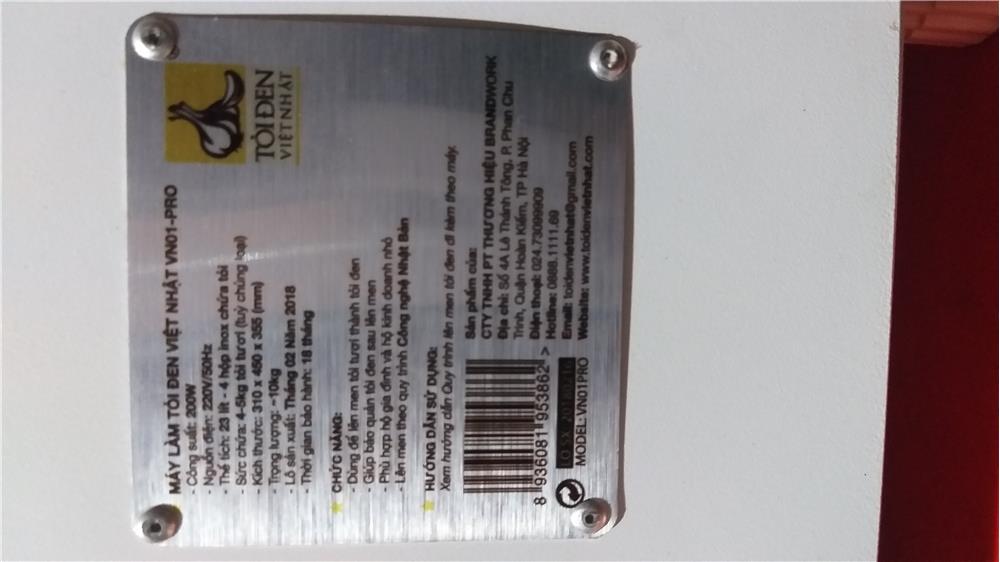 TỎI ĐEN
VIỆT NHẬT
MÁY LÀM TỎI ĐEN VIỆT NHẬT VN01-PRO
- Công suất: 200W
- Nguồn điện: 220V/50Hz
- Thể tích: 23 lít - 4 hộp inox chứa tỏi
- Sức chứa: 4-5kg tỏi tươi (tuỳ chủng loại)
- Kích thước: 310 x 450 x 355 (mm)
- Trọng lượng: ~10kg
- Lô sản xuất: Tháng 02 Năm 2018
- Thời gian bảo hành: 18 tháng
CHỨC NĂNG:
- Dùng để lên men tỏi tươi thành tỏi đen
- Giúp bảo quản tỏi đen sau lên men
- Phù hợp hộ gia đình và hộ kinh doanh nhỏ
- Lên men theo quy trình Công nghệ Nhật Bản
HƯỚNG DẪN SỬ DỤNG:
Xem hướng dẫn Quy trình lên men tỏi đen đi kèm theo máy.
8 936081 953862 >
LO SX: 20180216
MODEL: VN01PRO
Sản phẩm của:
CTY TNHH PT THƯƠNG HIỆU BRANDWORK
Địa chỉ: Số 4A Lê Thánh Tông, P. Phan Chu
Trinh, Quận Hoàn Kiếm, TP Hà Nội
Điện thoại: 024.73099909
Hotline: 0888.1111.69
Email: toidenvietnhat@gmail.com
Website: www.toidenvietnhat.com